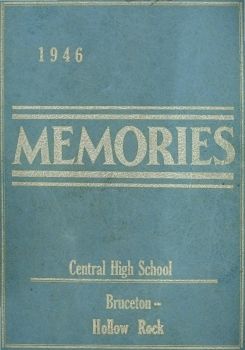 1946
MEMORIES
Central High School
Bruceton --
Hollow Rock